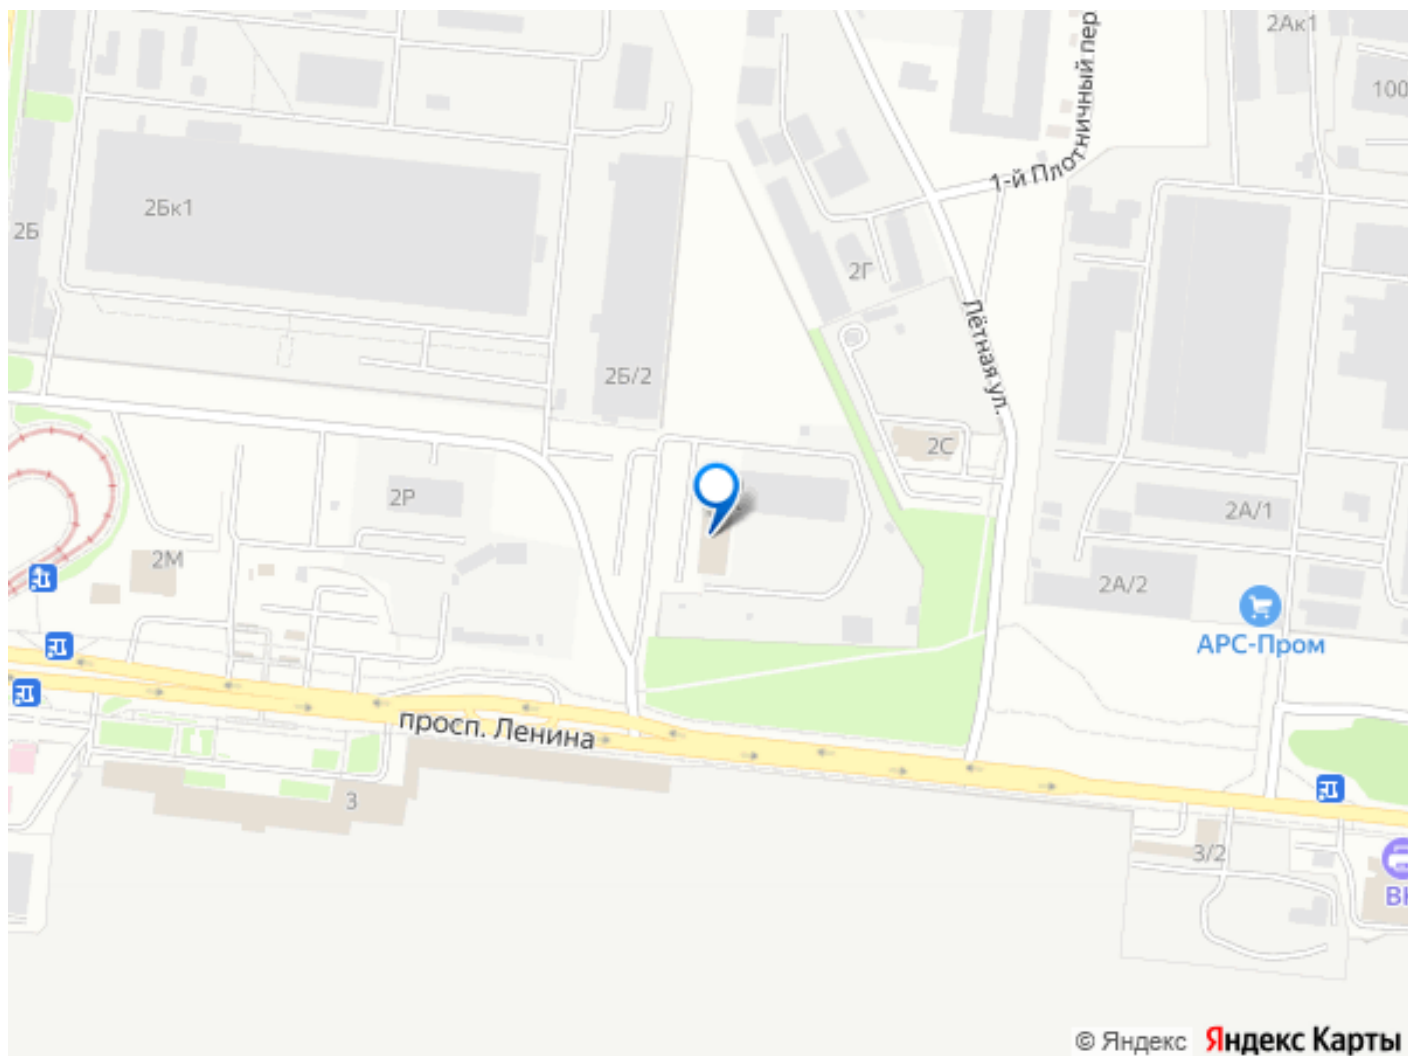 2Ак1
100
1-й Плотничный пер
2Бк1
2Б
2Г
Лётная ул.
2Б/2
2С
2Р
2А/1
2М
2А/2
АРС-Пром
просп. Ленина
3
3/2
© Яндекс Яндекс Карты